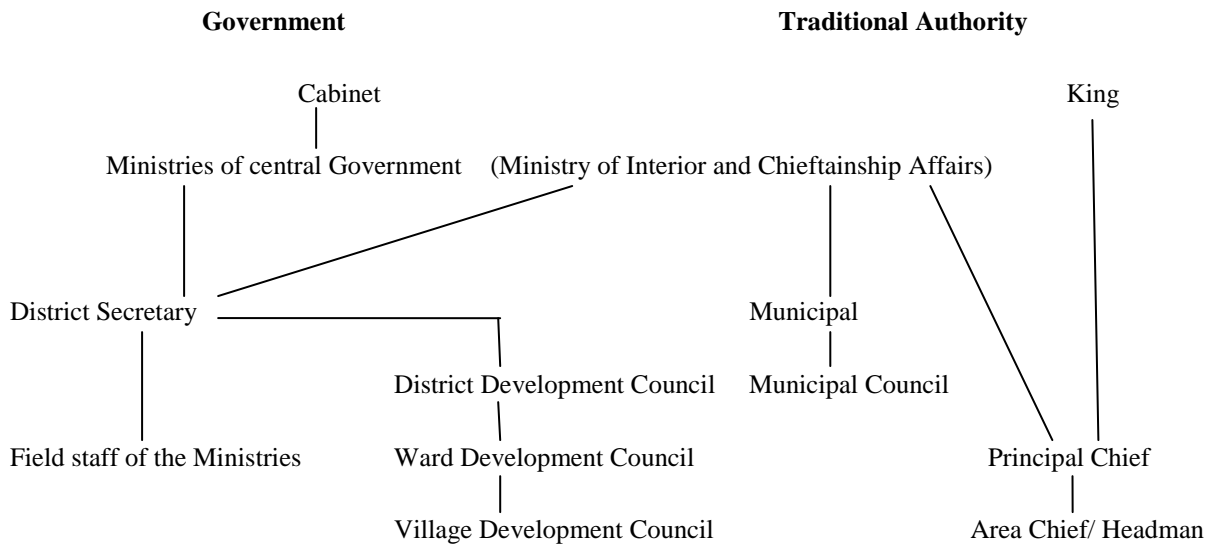 Government Traditional Authority
Cabinet King
Ministries of central Government (Ministry of Interior and Chieftainship Affairs)
District Secretary Municipal
District Development Council Municipal Council
Field staff of the Ministries Ward Development Council Principal Chief
Village Development Council Area Chief/ Headman